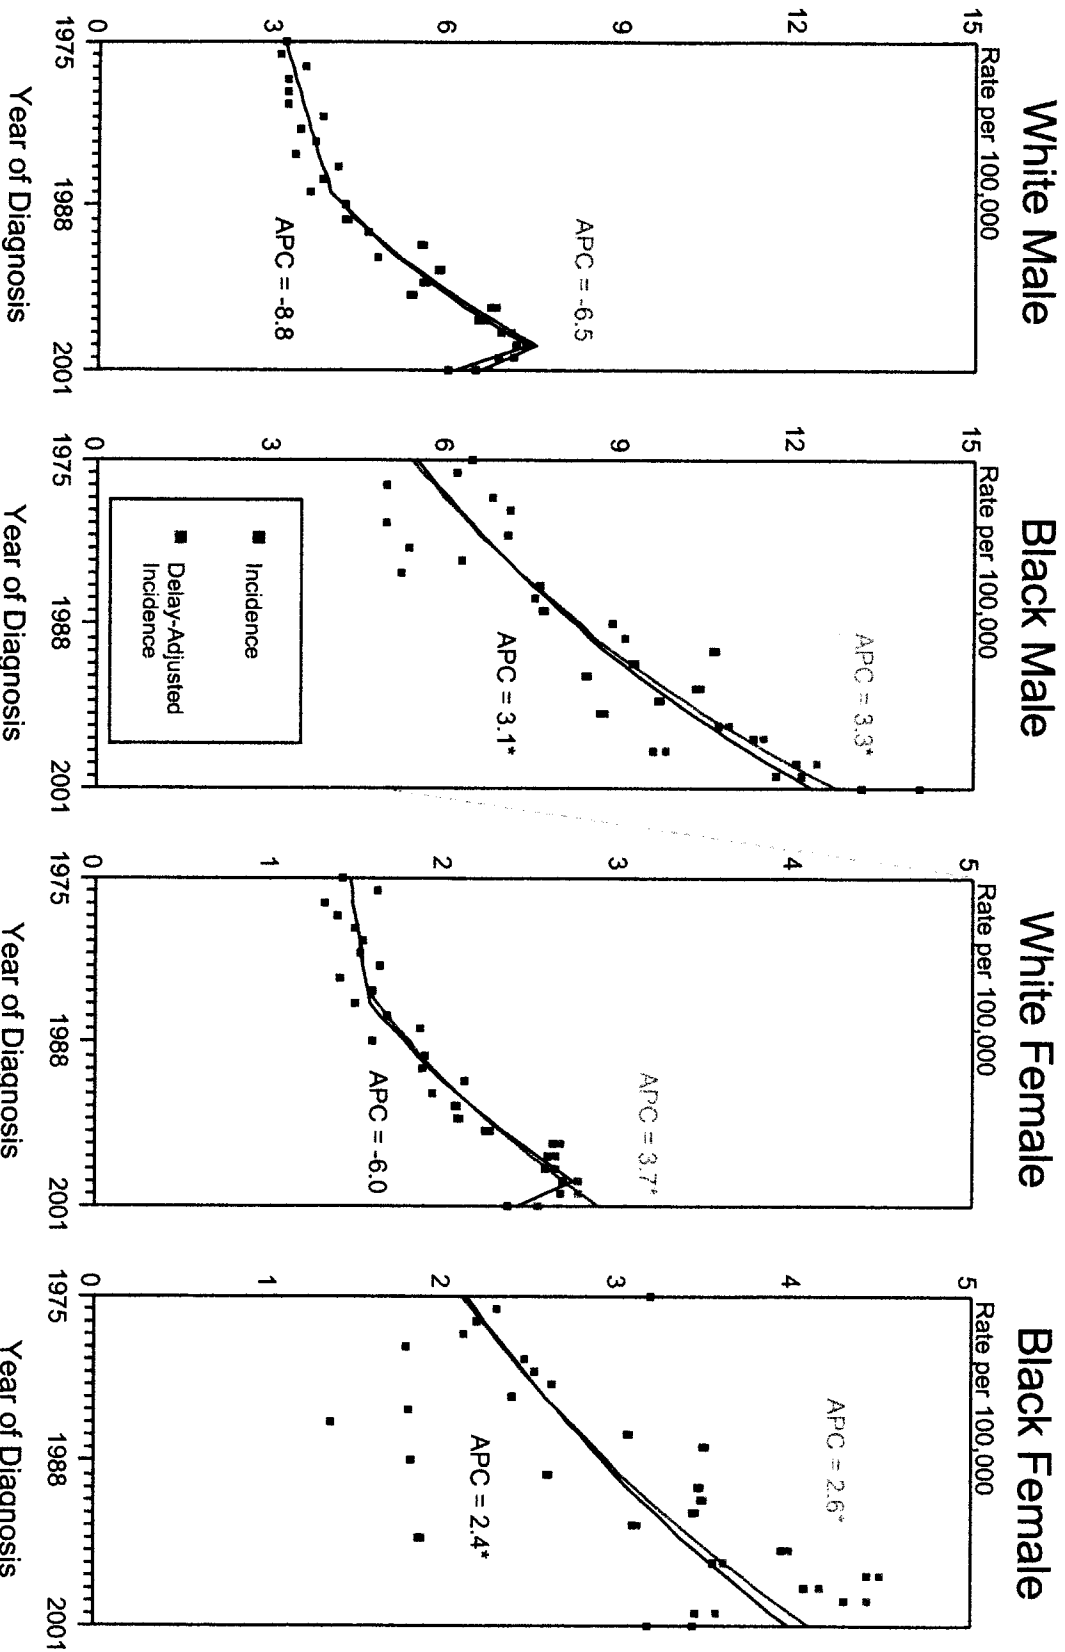 White Male
Rate per 100,000
15
12
9
6
3
0
APC = -6.5
APC = -8.8
1975
1988
2001
Year of Diagnosis
Black Male
Rate per 100,000
15
12
9
6
3
0
APC = 3.3*
APC = 3.1*
Incidence
Delay-Adjusted
Incidence
1975
1988
2001
Year of Diagnosis
White Female
Rate per 100,000
5
4
3
2
1
0
APC = 3.7*
APC = -6.0
1975
1988
2001
Year of Diagnosis
Black Female
Rate per 100,000
5
4
3
2
1
0
APC = 2.6*
APC = 2.4*
1975
1988
2001
Year of Diagnosis